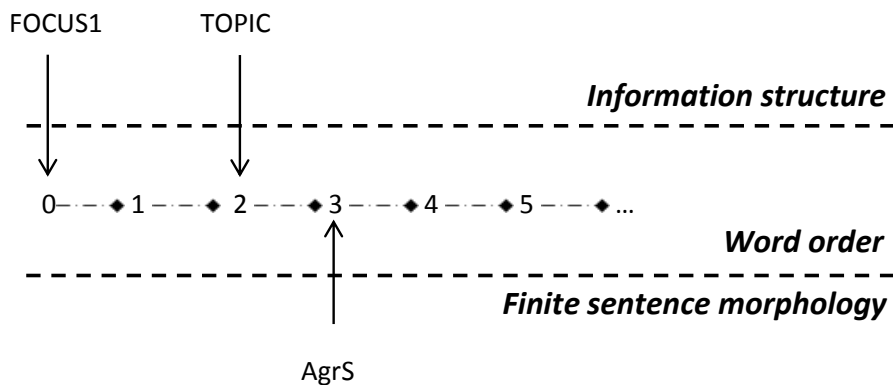 FOCUS1 TOPIC
Information structure
0 1 2 3 4 5 ...
Word order
Finite sentence morphology
AgrS